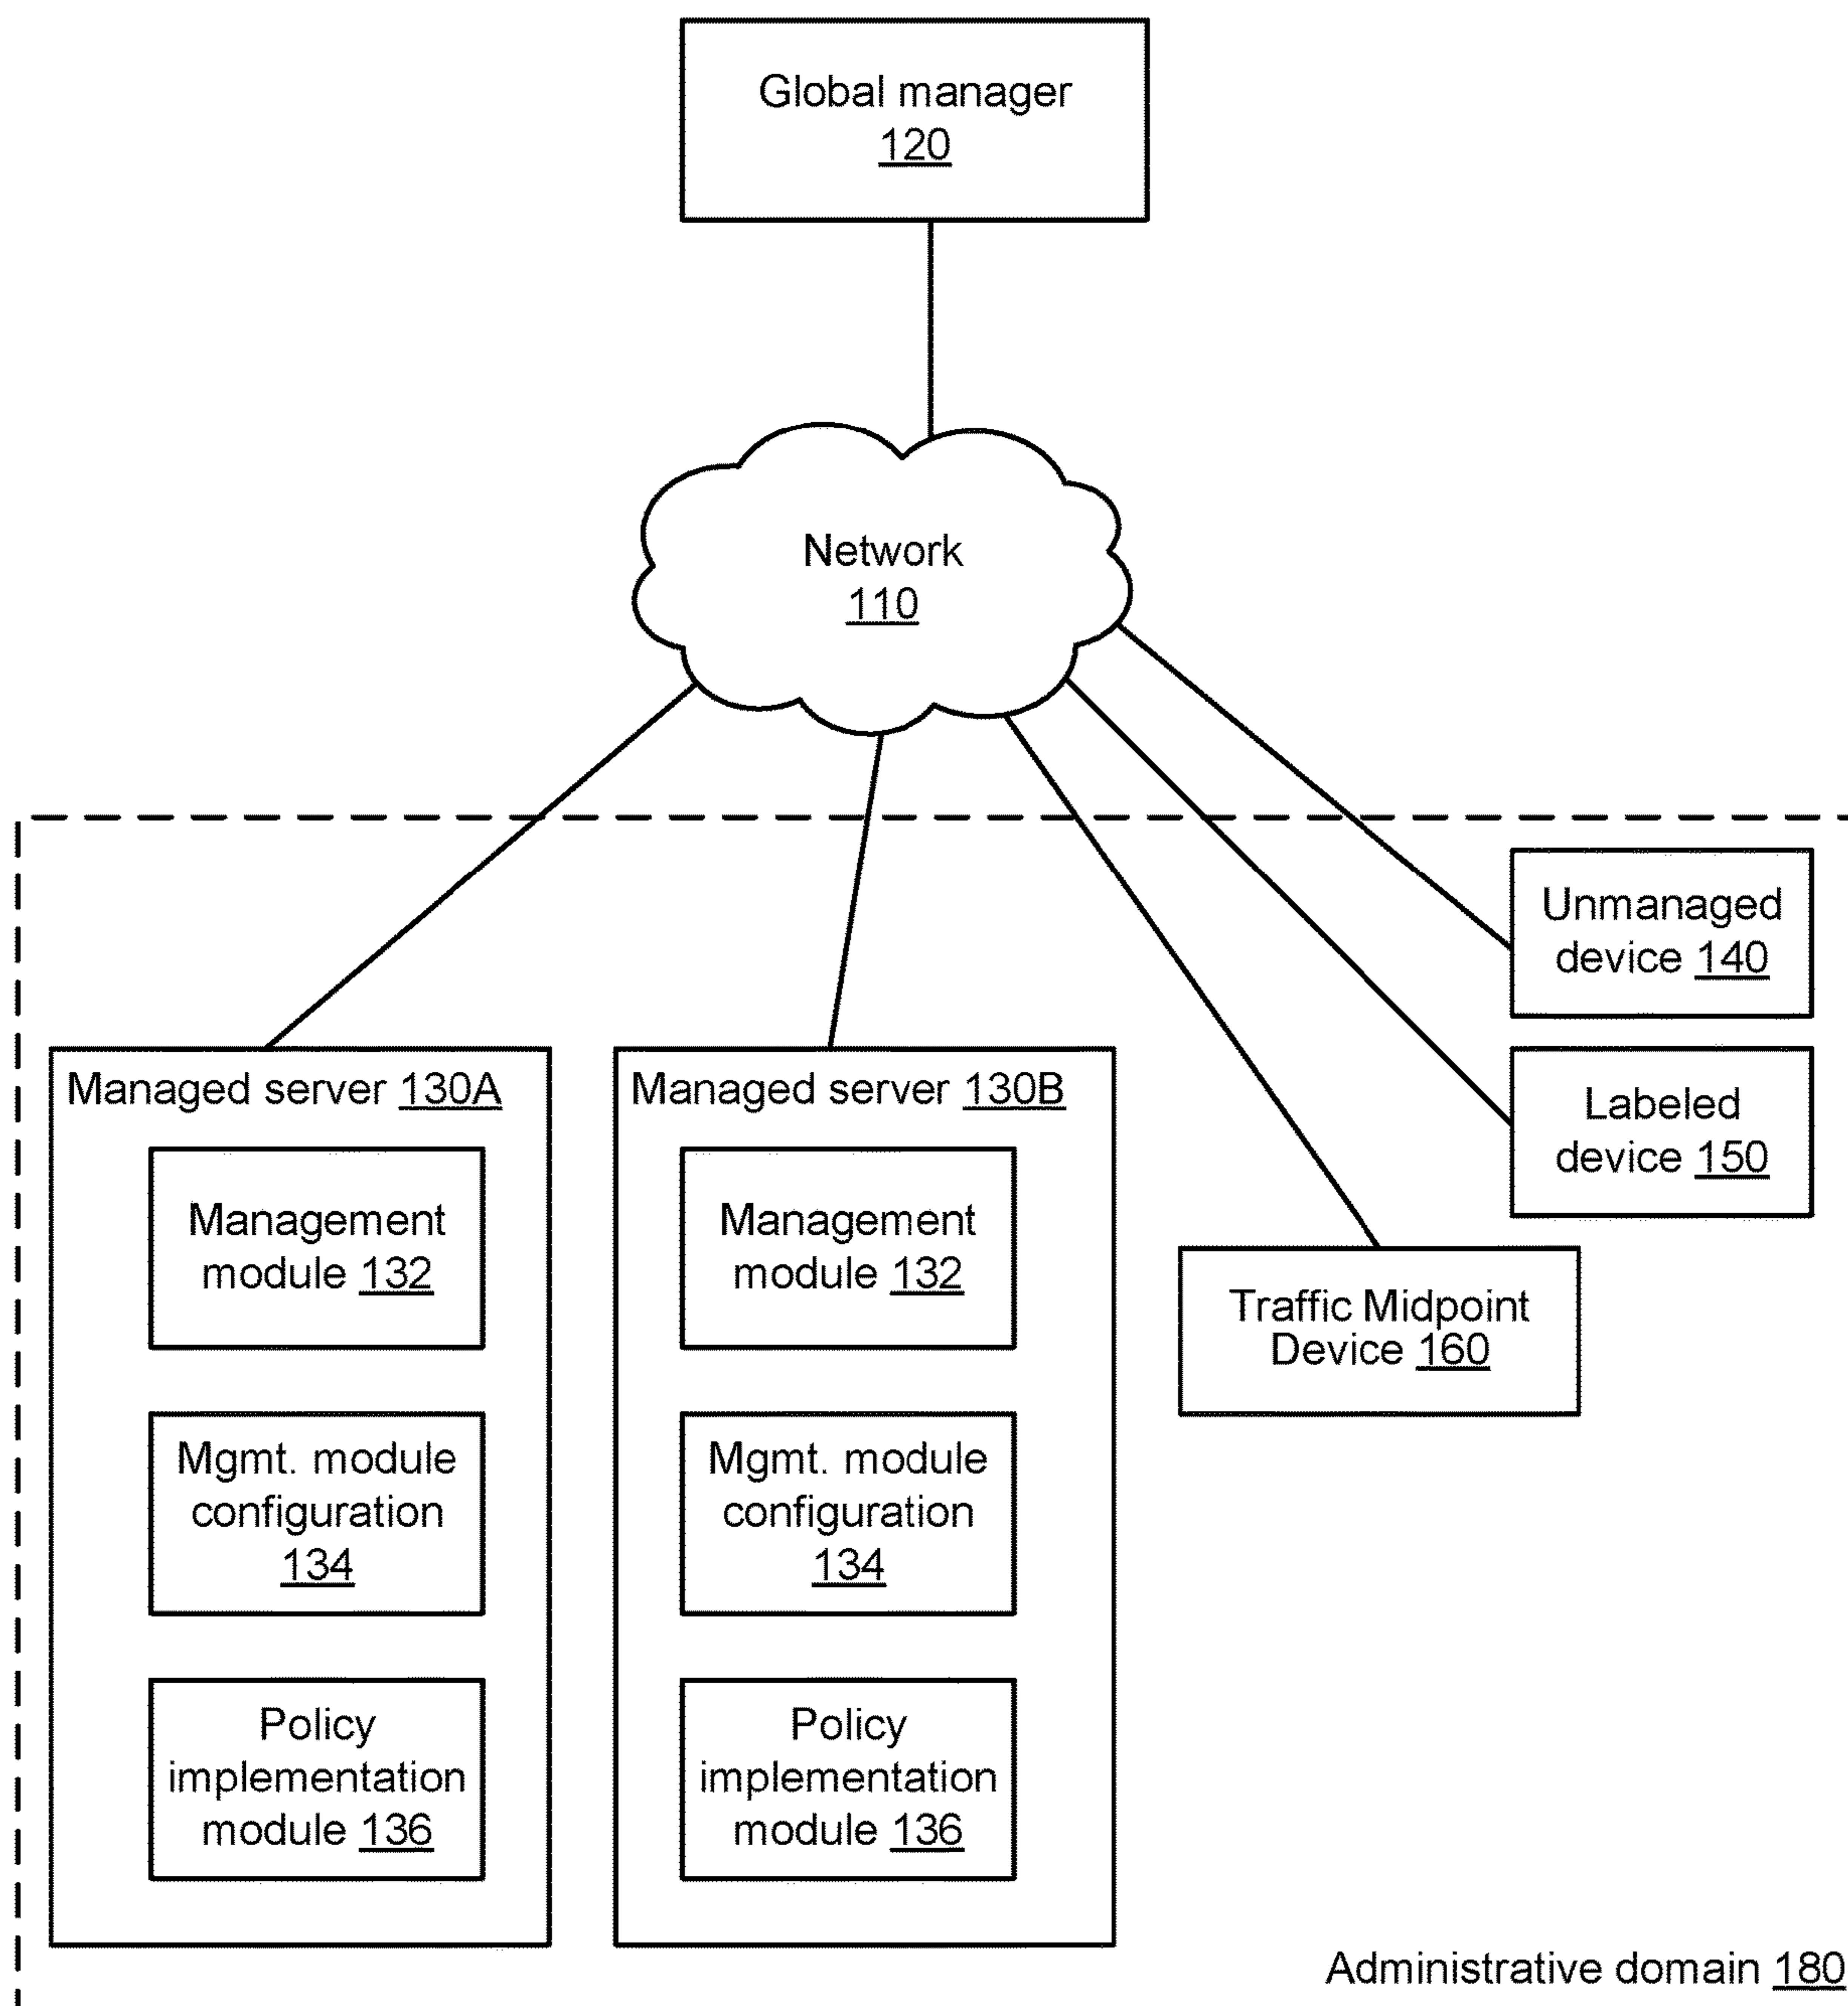 Global manager
120
Network
110
Unmanaged
device 140
Labeled
device 150
Traffic Midpoint
Device 160
Managed server 130A
Management
module 132
Mgmt. module
configuration
134
Policy
implementation
module 136
Managed server 130B
Management
module 132
Mgmt. module
configuration
134
Policy
implementation
module 136
Administrative domain 180